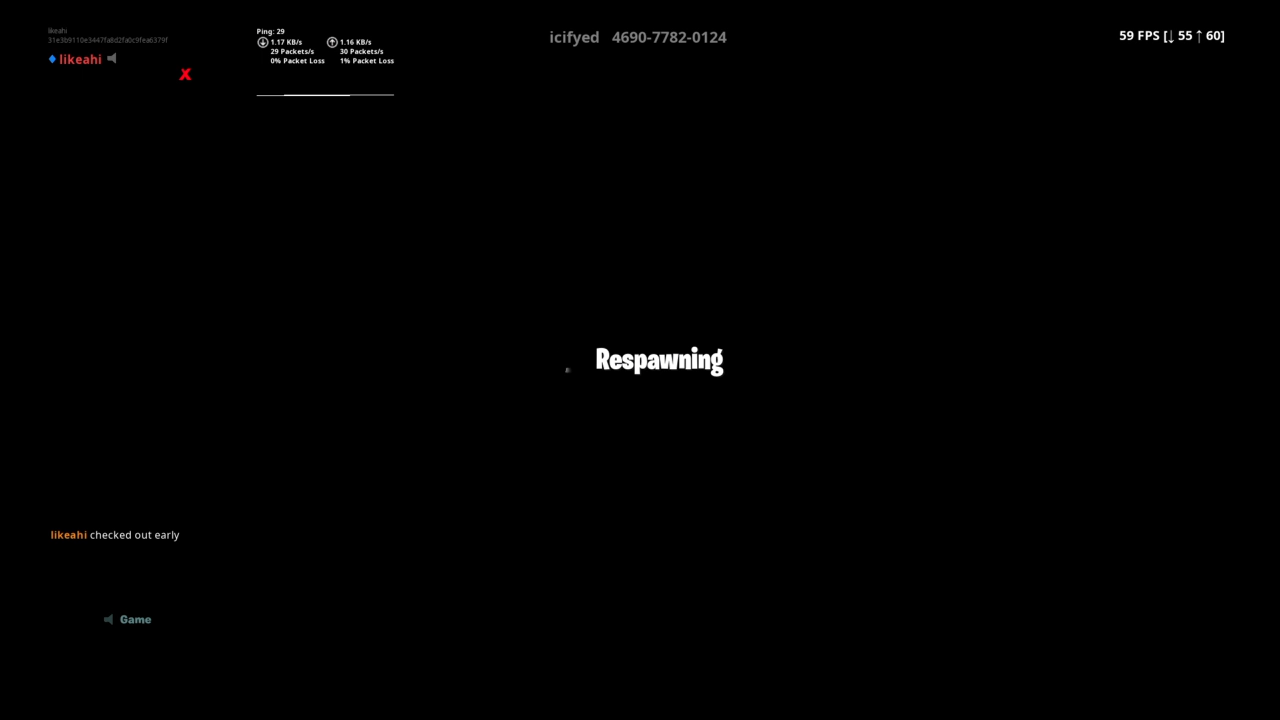 likeahi
likeahi
X
Ping: 29
1.17 KB/s 1.16 KB/s
29 Packets/s 30 Packets/s
0% Packet Loss 1% Packet Loss
icifyed 4690-7782-0124
59 FPS [↓ 55 ↑ 60]
Respawning
likeahi checked out early
Game